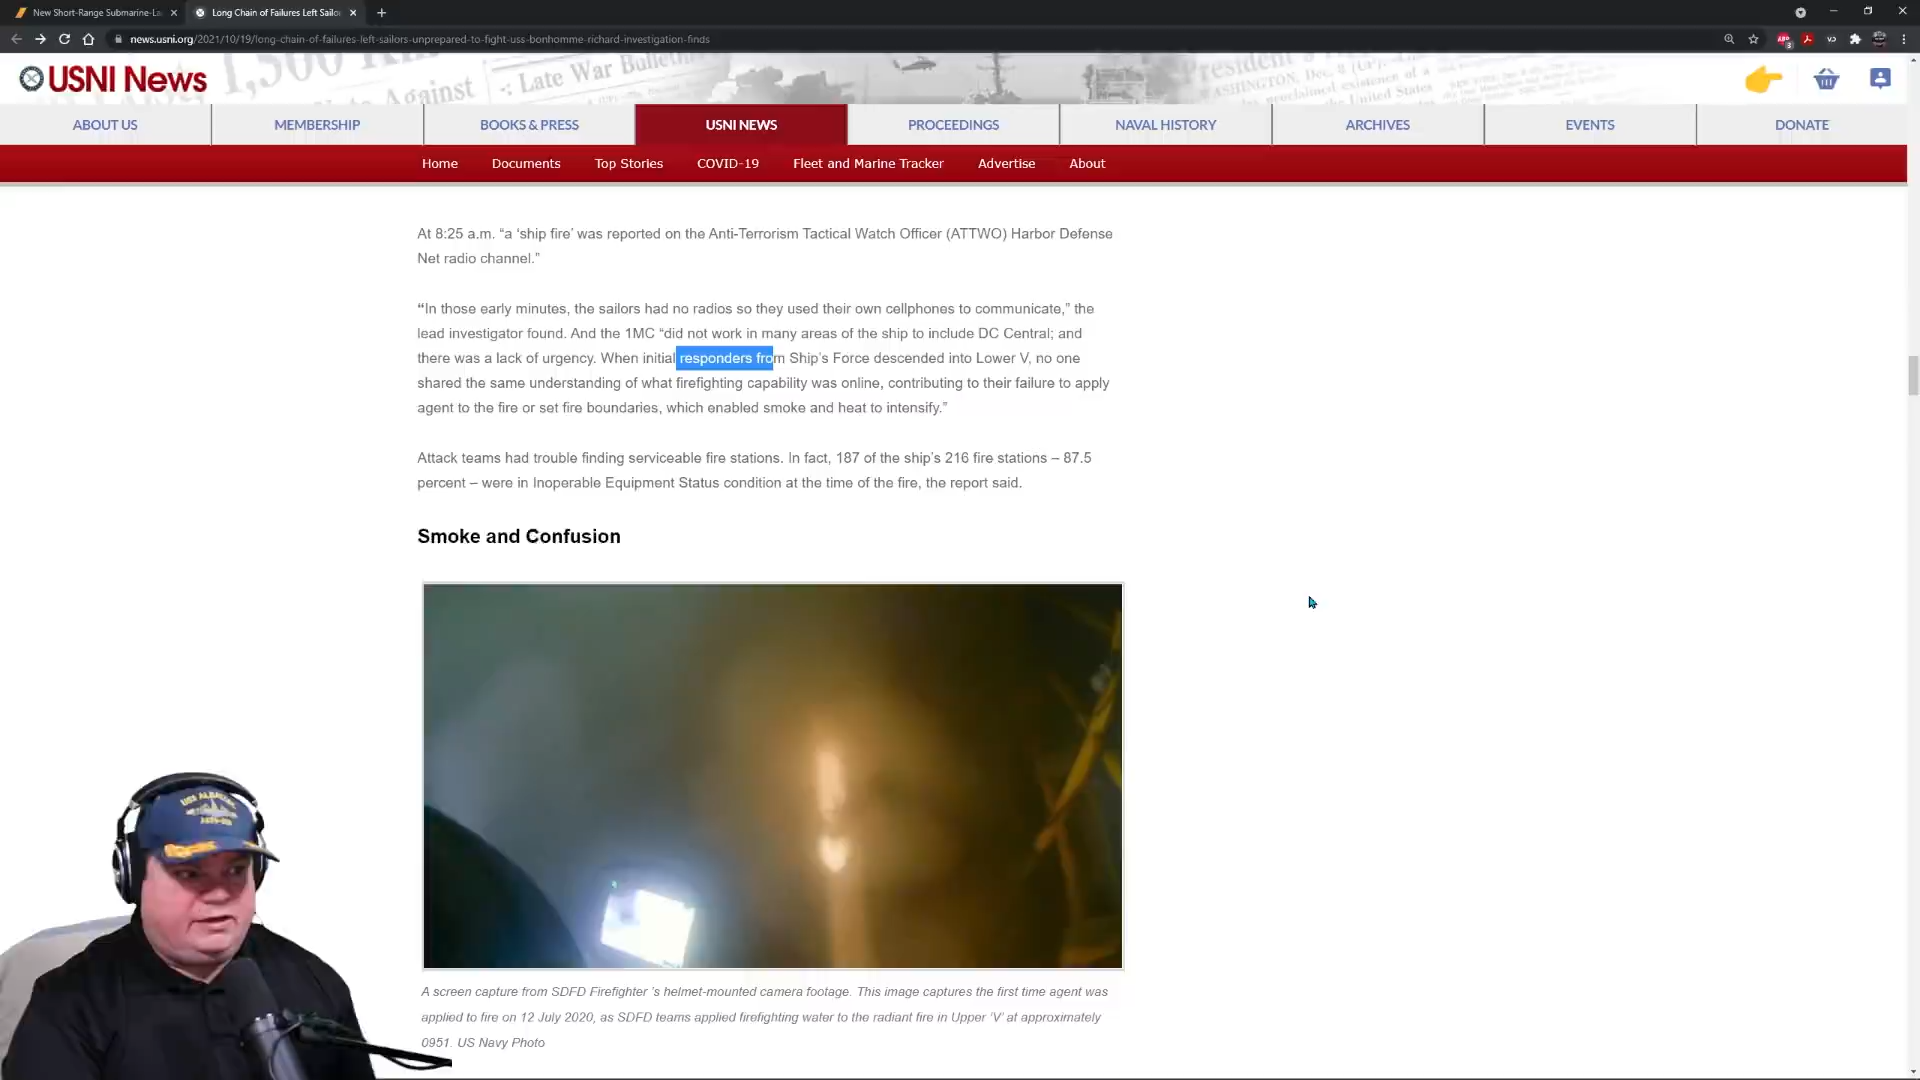 New Short-Range Submarine-La
Long Chain of Failures Left Sailo
news.usni.org/2021/10/19/long-chain-of-failures-left-sailors-unprepared-to-fight-uss-bonhomme-richard-investigation-finds
USNI News
Against
Late War Bulletin
President's
ABOUT US
MEMBERSHIP
BOOKS & PRESS
USNI NEWS
PROCEEDINGS
NAVAL HISTORY
ARCHIVES
EVENTS
DONATE
Home
Documents
Top Stories
COVID-19
Fleet and Marine Tracker
Advertise
About
At 8:25 a.m. “a ‘ship fire’ was reported on the Anti-Terrorism Tactical Watch Officer (ATTWO) Harbor Defense
Net radio channel.”
“In those early minutes, the sailors had no radios so they used their own cellphones to communicate,” the
lead investigator found. And the 1MC “did not work in many areas of the ship to include DC Central; and
there was a lack of urgency. When initial responders from Ship’s Force descended into Lower V, no one
shared the same understanding of what firefighting capability was online, contributing to their failure to apply
agent to the fire or set fire boundaries, which enabled smoke and heat to intensify.”
Attack teams had trouble finding serviceable fire stations. In fact, 187 of the ship’s 216 fire stations – 87.5
percent – were in Inoperable Equipment Status condition at the time of the fire, the report said.
Smoke and Confusion
A screen capture from SDFD Firefighter ’s helmet-mounted camera footage. This image captures the first time agent was
applied to fire on 12 July 2020, as SDFD teams applied firefighting water to the radiant fire in Upper ‘V’ at approximately
0951. US Navy Photo